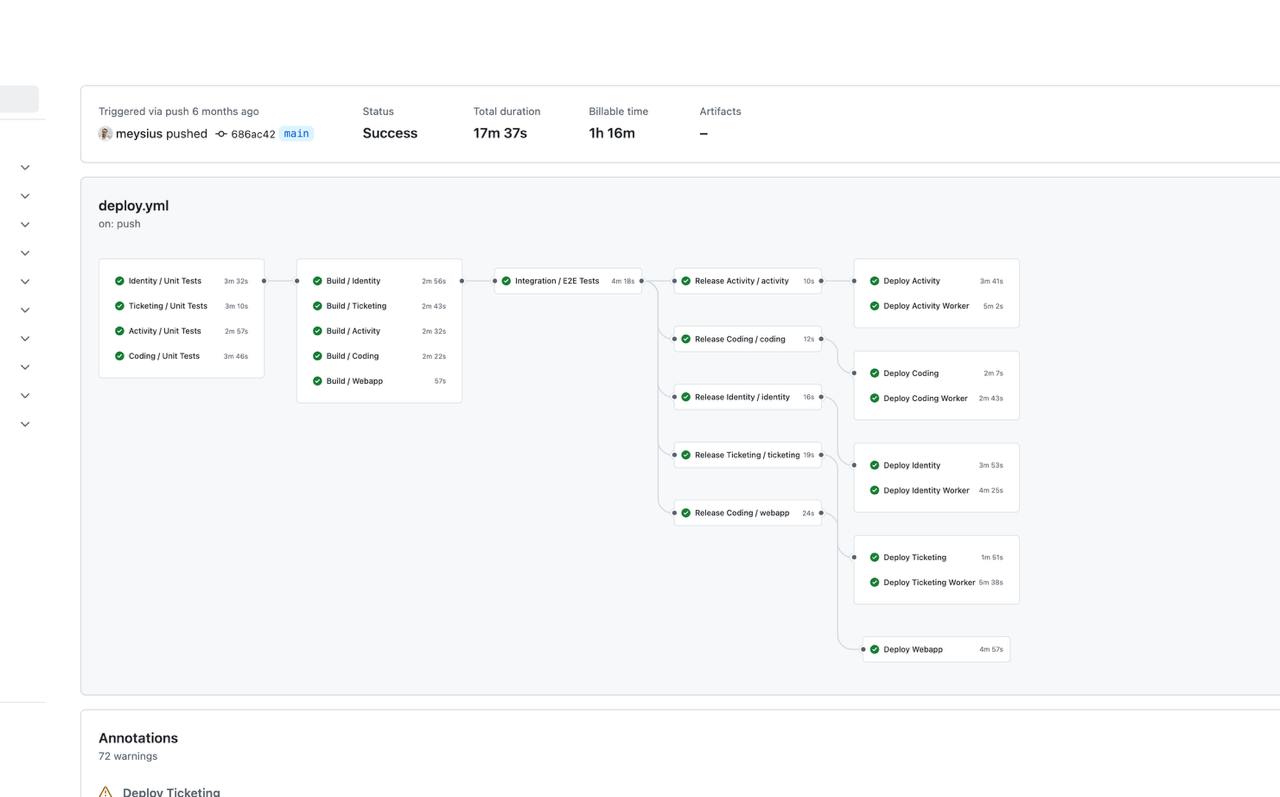 Triggered via push 6 months ago
meysius pushed 686ac42 main
Status
Success
Total duration
17m 37s
Billable time
1h 16m
Artifacts
–
deploy.yml
on: push
Identity / Unit Tests 3m 32s
Ticketing / Unit Tests 3m 10s
Activity / Unit Tests 2m 57s
Coding / Unit Tests 3m 46s
Build / Identity 2m 56s
Build / Ticketing 2m 43s
Build / Activity 2m 32s
Build / Coding 2m 22s
Build / Webapp 57s
Integration / E2E Tests 4m 18s
Release Activity / activity 10s
Release Coding / coding 12s
Release Identity / identity 16s
Release Ticketing / ticketing 19s
Release Coding / webapp 24s
Deploy Activity 3m 41s
Deploy Activity Worker 5m 2s
Deploy Coding 2m 7s
Deploy Coding Worker 2m 43s
Deploy Identity 3m 53s
Deploy Identity Worker 4m 25s
Deploy Ticketing 1m 51s
Deploy Ticketing Worker 5m 38s
Deploy Webapp 4m 57s
Annotations
72 warnings
Deploy Ticketing